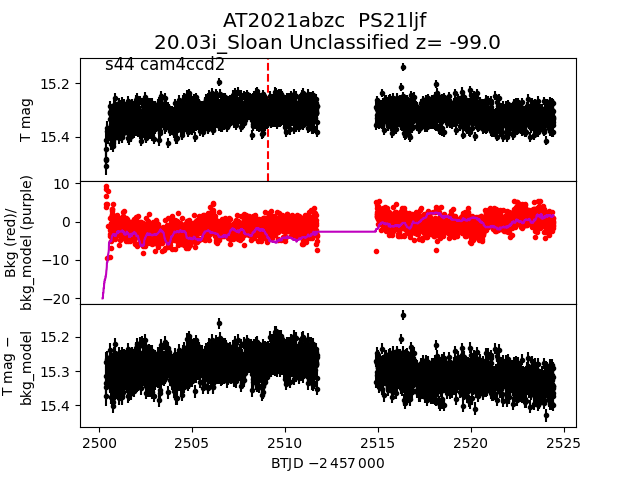 AT2021abzc  PS21ljf
20.03i_Sloan Unclassified z= -99.0
s44 cam4ccd2
T mag
15.2
15.4
Bkg (red)/
bkg_model (purple)
10
0
−10
−20
T mag −
bkg_model
15.2
15.3
15.4
2500
2505
2510
2515
2520
2525
BTJD −2 457 000